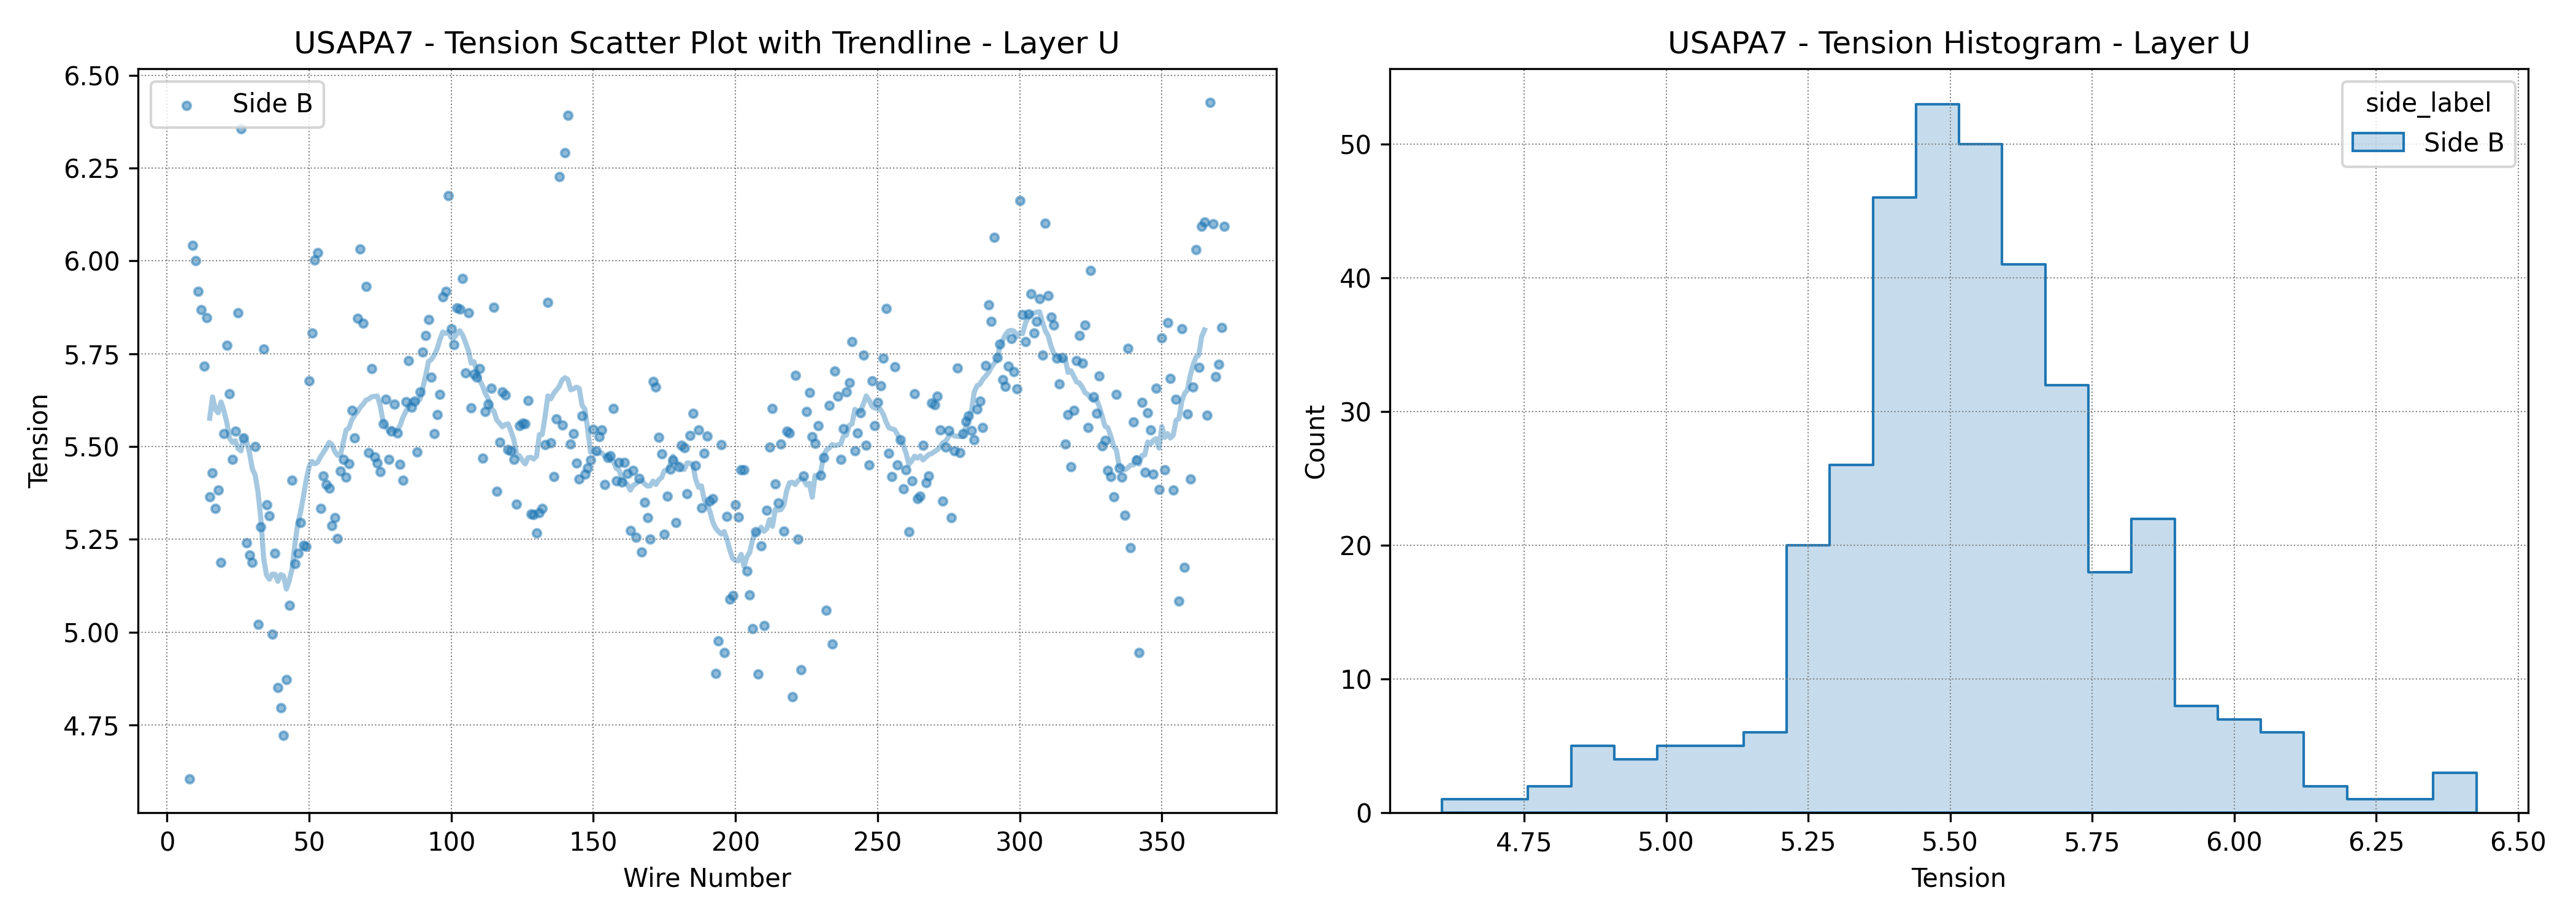 USAPA7 - Tension Scatter Plot with Trendline - Layer U
6.50
6.25
6.00
5.75
5.50
5.25
5.00
4.75
Tension
Side B
0 50 100 150 200 250 300 350
Wire Number
USAPA7 - Tension Histogram - Layer U
50
40
30
20
10
0
Count
side_label
Side B
4.75 5.00 5.25 5.50 5.75 6.00 6.25 6.50
Tension